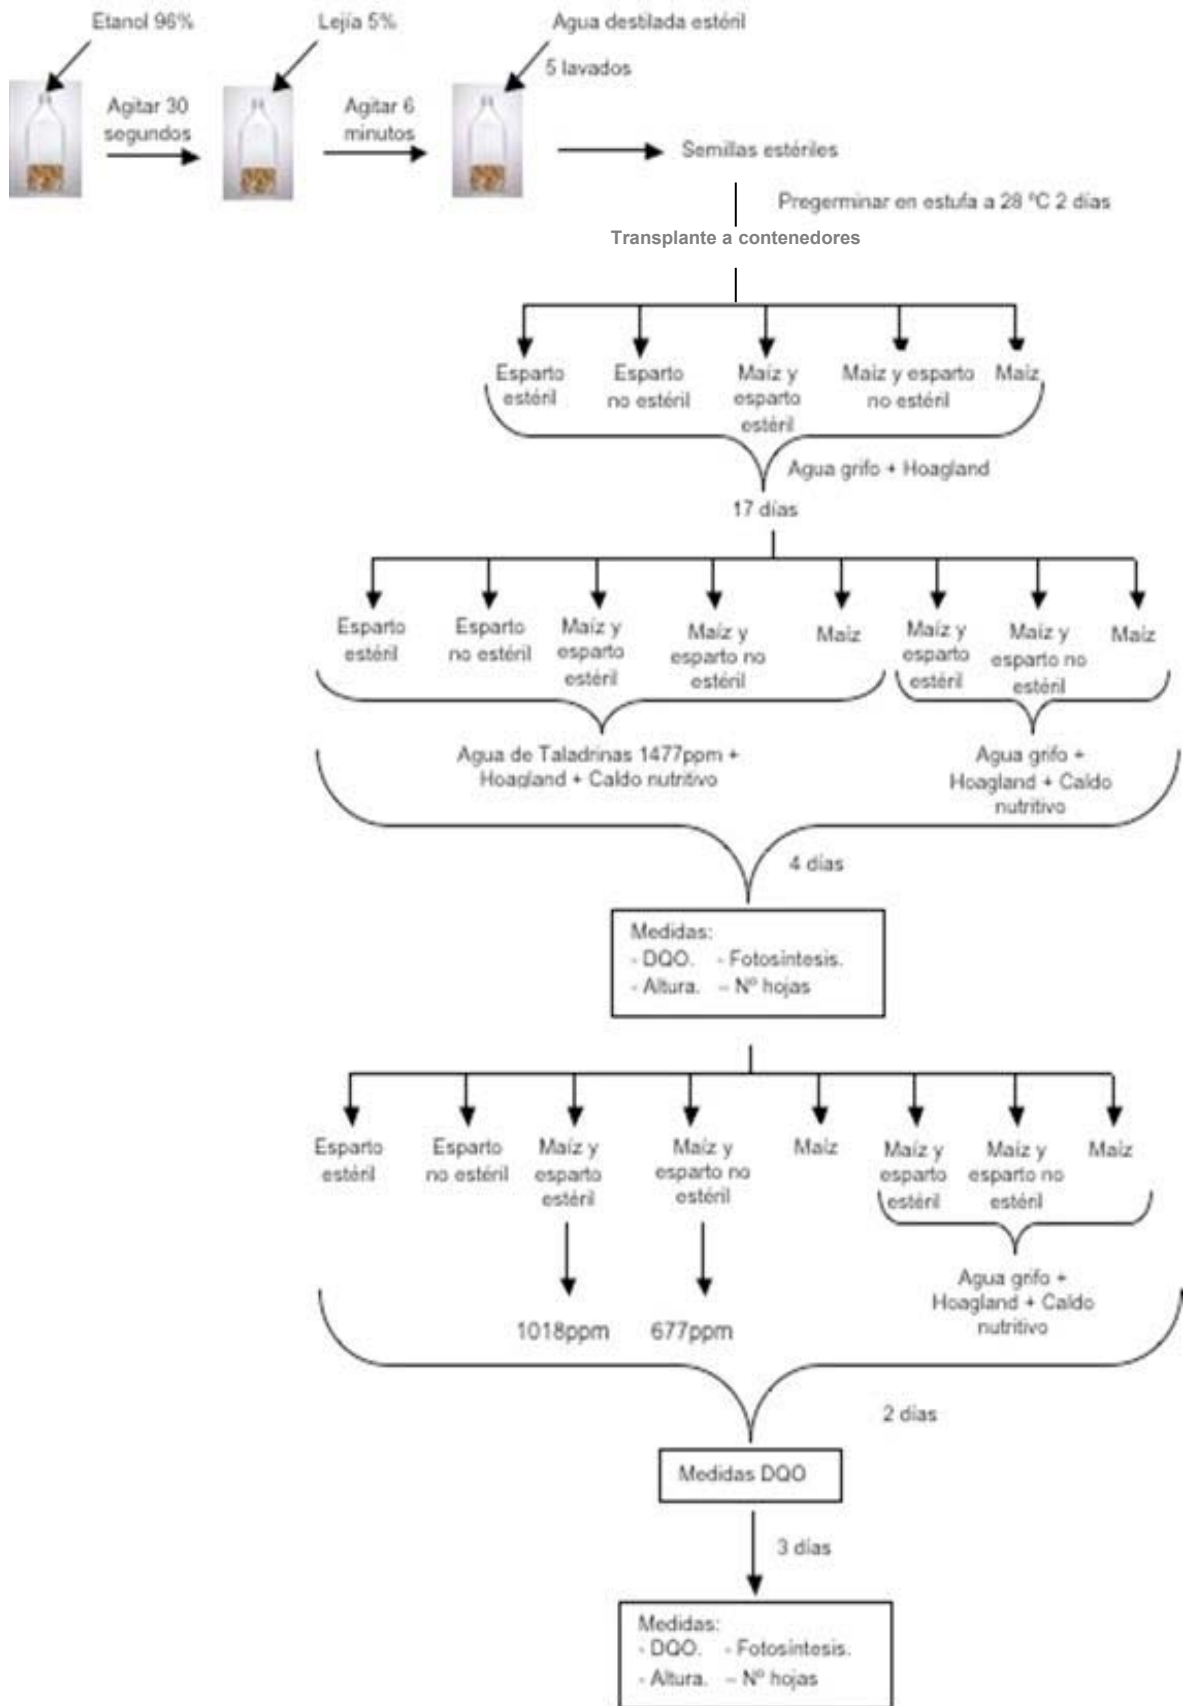 Etanol 96%
Lejía 5%
Agua destilada estéril
5 lavados
Agitar 30
segundos
Agitar 6
minutos
Semillas estériles
Pregerminar en estufa a 28 ºC 2 días
Transplante a contenedores
Esparto
estéril
Esparto
no estéril
Maíz y
esparto
estéril
Maíz y esparto
no estéril
Maíz
Agua grifo + Hoagland
17 días
Esparto
estéril
Esparto
no estéril
Maíz y
esparto
estéril
Maíz y
esparto no
estéril
Maíz
Maíz y
esparto
estéril
Maíz y
esparto no
estéril
Maíz
Agua de Taladrinas 1477ppm +
Hoagland + Caldo nutritivo
Agua grifo +
Hoagland + Caldo
nutritivo
4 días
Medidas:
- DQO. - Fotosíntesis.
- Altura. – Nº hojas
Esparto
estéril
Esparto
no estéril
Maíz y
esparto
estéril
Maíz y
esparto no
estéril
Maíz
Maíz y
esparto
estéril
Maíz y
esparto no
estéril
Maíz
1018ppm
677ppm
Agua grifo +
Hoagland + Caldo
nutritivo
2 días
Medidas DQO
3 días
Medidas:
- DQO. - Fotosíntesis.
- Altura. – Nº hojas